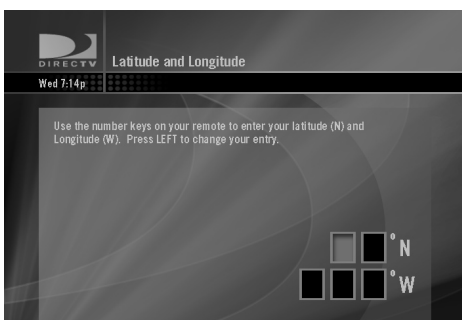 DIRECTV
Latitude and Longitude
Wed 7:14p
Use the number keys on your remote to enter your latitude (N) and
Longitude (W). Press LEFT to change your entry.
°N
°W